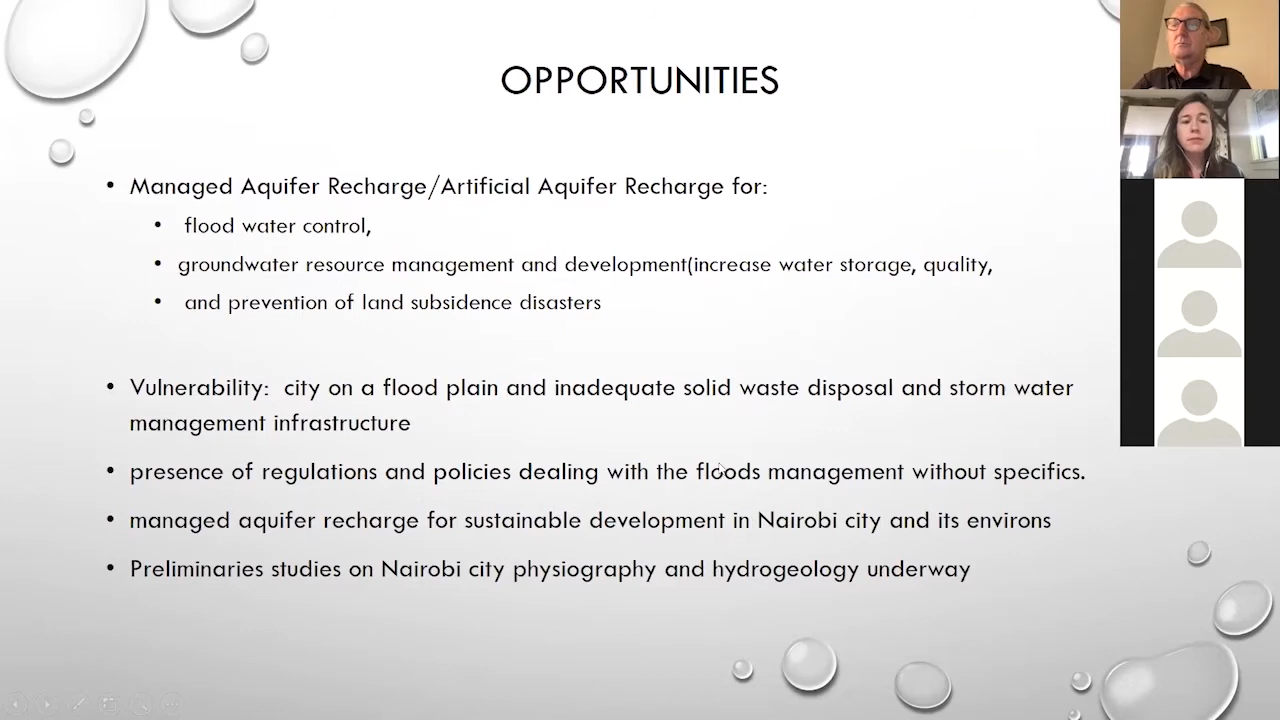 OPPORTUNITIES
• Managed Aquifer Recharge/Artificial Aquifer Recharge for:
• flood water control,
• groundwater resource management and development(increase water storage, quality,
• and prevention of land subsidence disasters
• Vulnerability: city on a flood plain and inadequate solid waste disposal and storm water
management infrastructure
• presence of regulations and policies dealing with the floods management without specifics.
• managed aquifer recharge for sustainable development in Nairobi city and its environs
• Preliminaries studies on Nairobi city physiography and hydrogeology underway